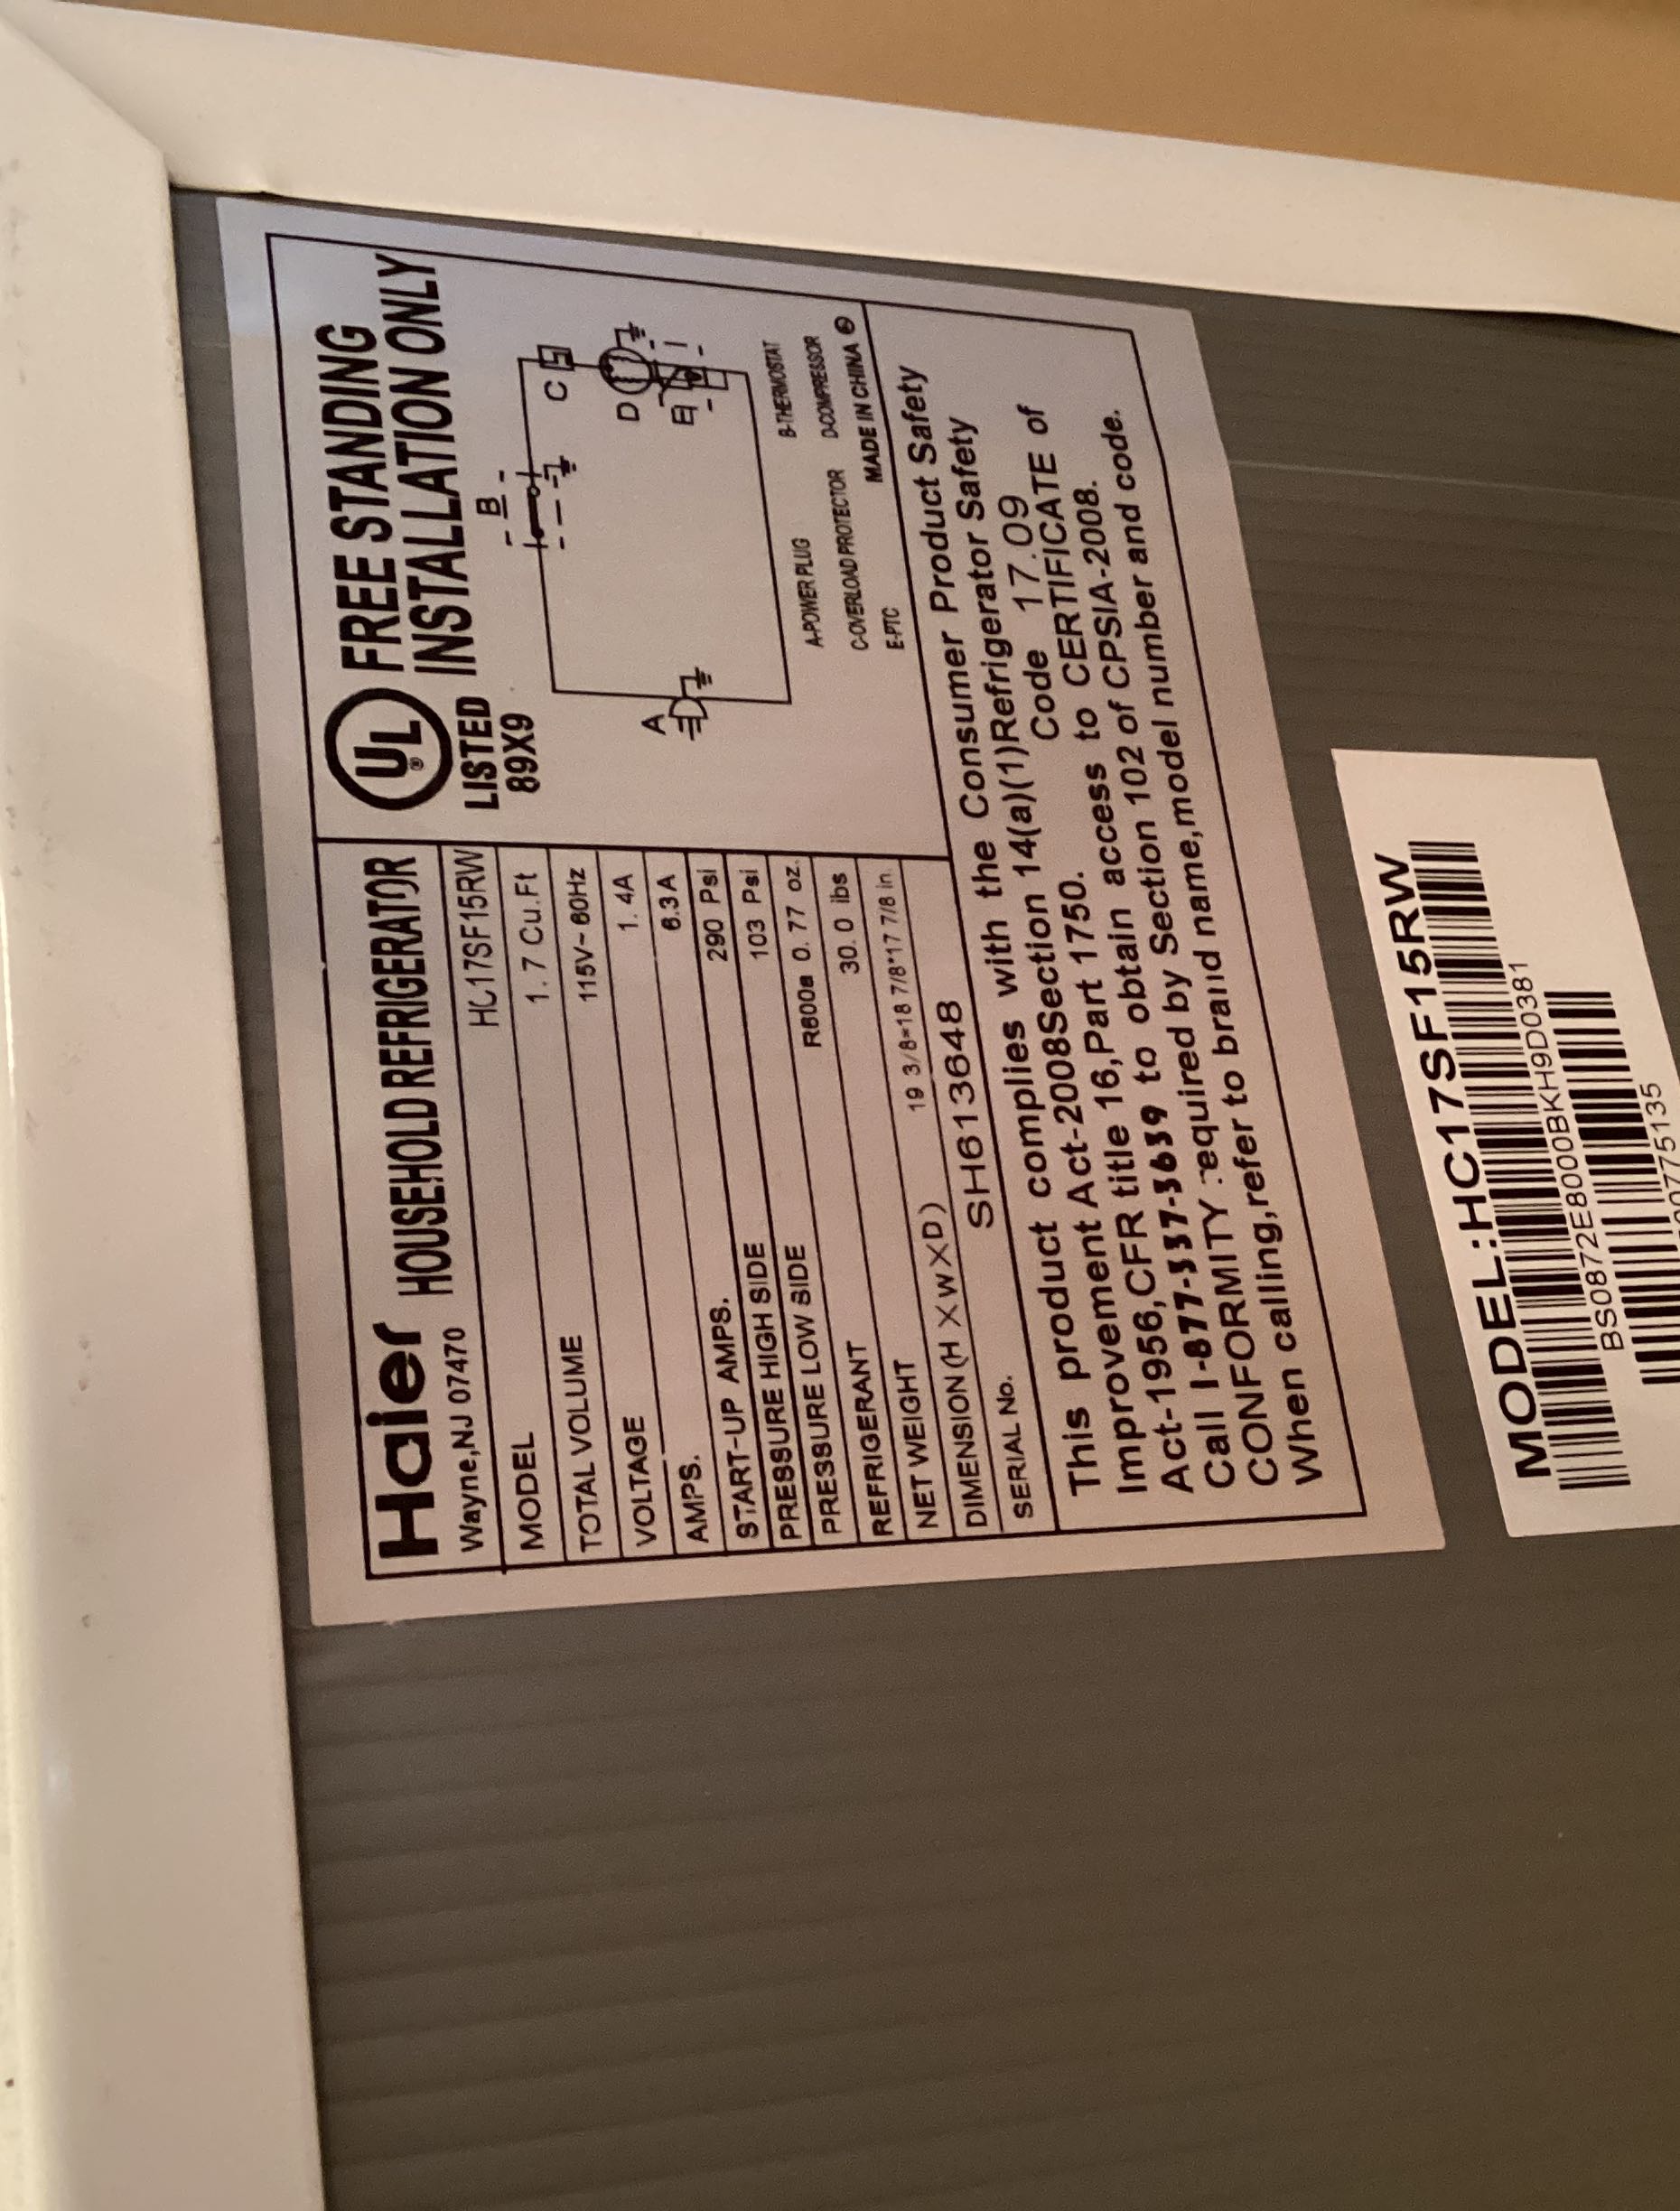 Haier HOUSEHOLD REFRIGERATOR
Wayne,NJ 07470
MODEL HC17SF15RW
TOTAL VOLUME 1.7 Cu.Ft
VOLTAGE 115V~60Hz
AMPS. 1.4A
START-UP AMPS. 6.3A
PRESSURE HIGH SIDE 290 Psi
PRESSURE LOW SIDE 103 Psi
REFRIGERANT R600a 0.77 oz.
NET WEIGHT 30.0 lbs
DIMENSION(H X W X D) 19 3/8*18 7/8*17 7/8 in.
SERIAL No. SH613648
UL ® FREE STANDING
INSTALLATION ONLY
LISTED
89X9
B
C
D
E
A
A-POWER PLUG B-THERMOSTAT
C-OVERLOAD PROTECTOR D-COMPRESSOR
E-PTC MADE IN CHINA
This product complies with the Consumer Product Safety
Improvement Act-2008Section 14(a)(1)Refrigerator Safety
Act-1956,CFR title 16,Part 1750. Code 17.09
Call 1-877-337-3639 to obtain access to CERTIFICATE of
CONFORMITY required by Section 102 of CPSIA-2008.
When calling,refer to brand name,model number and code.
MODEL:HC17SF15RW
BS0872E8000BKH9D0381